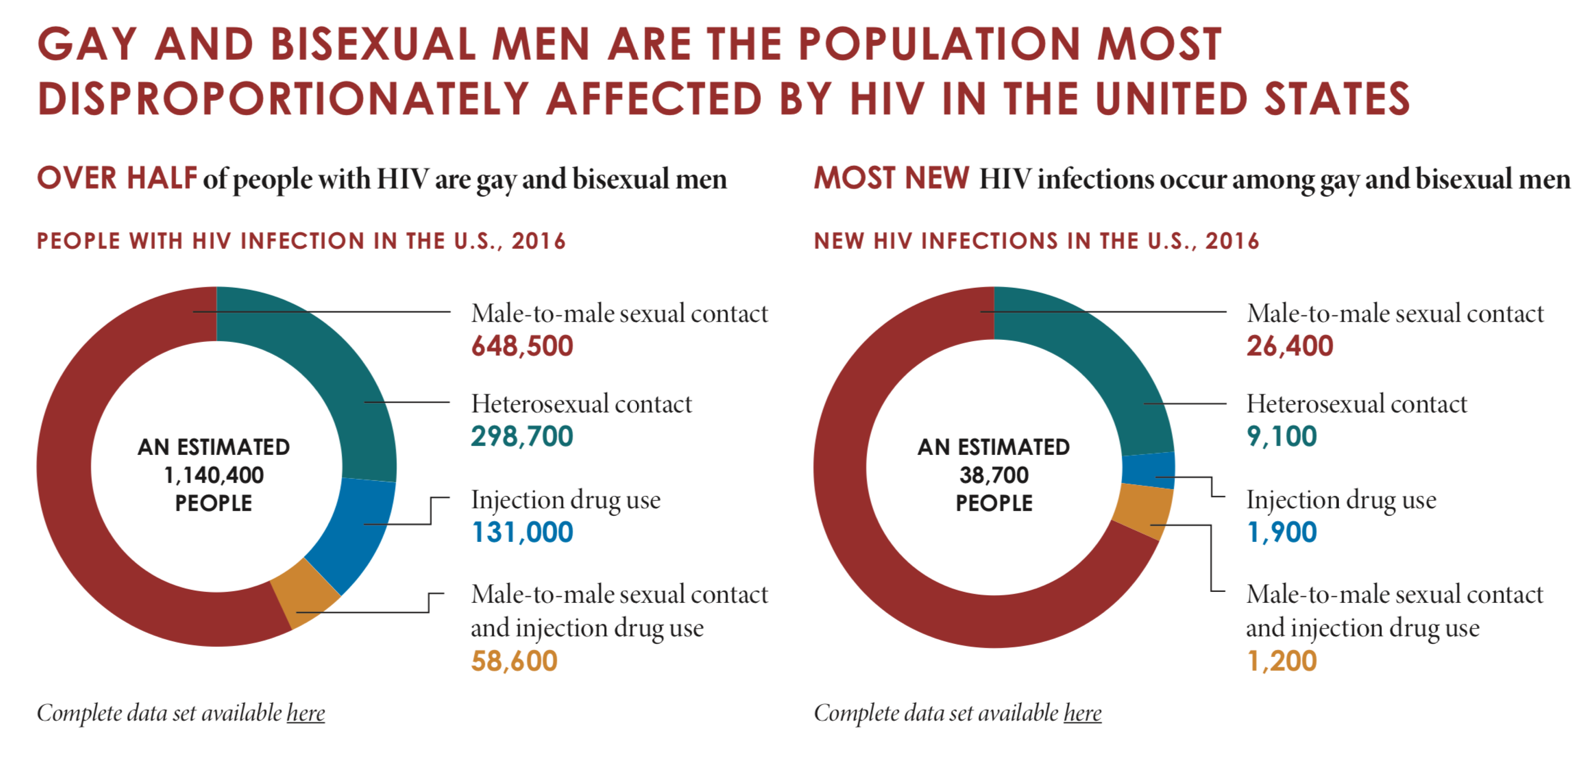 GAY AND BISEXUAL MEN ARE THE POPULATION MOST
DISPROPORTIONATELY AFFECTED BY HIV IN THE UNITED STATES
OVER HALF of people with HIV are gay and bisexual men
PEOPLE WITH HIV INFECTION IN THE U.S., 2016
AN ESTIMATED
1,140,400
PEOPLE
Male-to-male sexual contact
648,500
Heterosexual contact
298,700
Injection drug use
131,000
Male-to-male sexual contact
and injection drug use
58,600
Complete data set available here
MOST NEW HIV infections occur among gay and bisexual men
NEW HIV INFECTIONS IN THE U.S., 2016
AN ESTIMATED
38,700
PEOPLE
Male-to-male sexual contact
26,400
Heterosexual contact
9,100
Injection drug use
1,900
Male-to-male sexual contact
and injection drug use
1,200
Complete data set available here